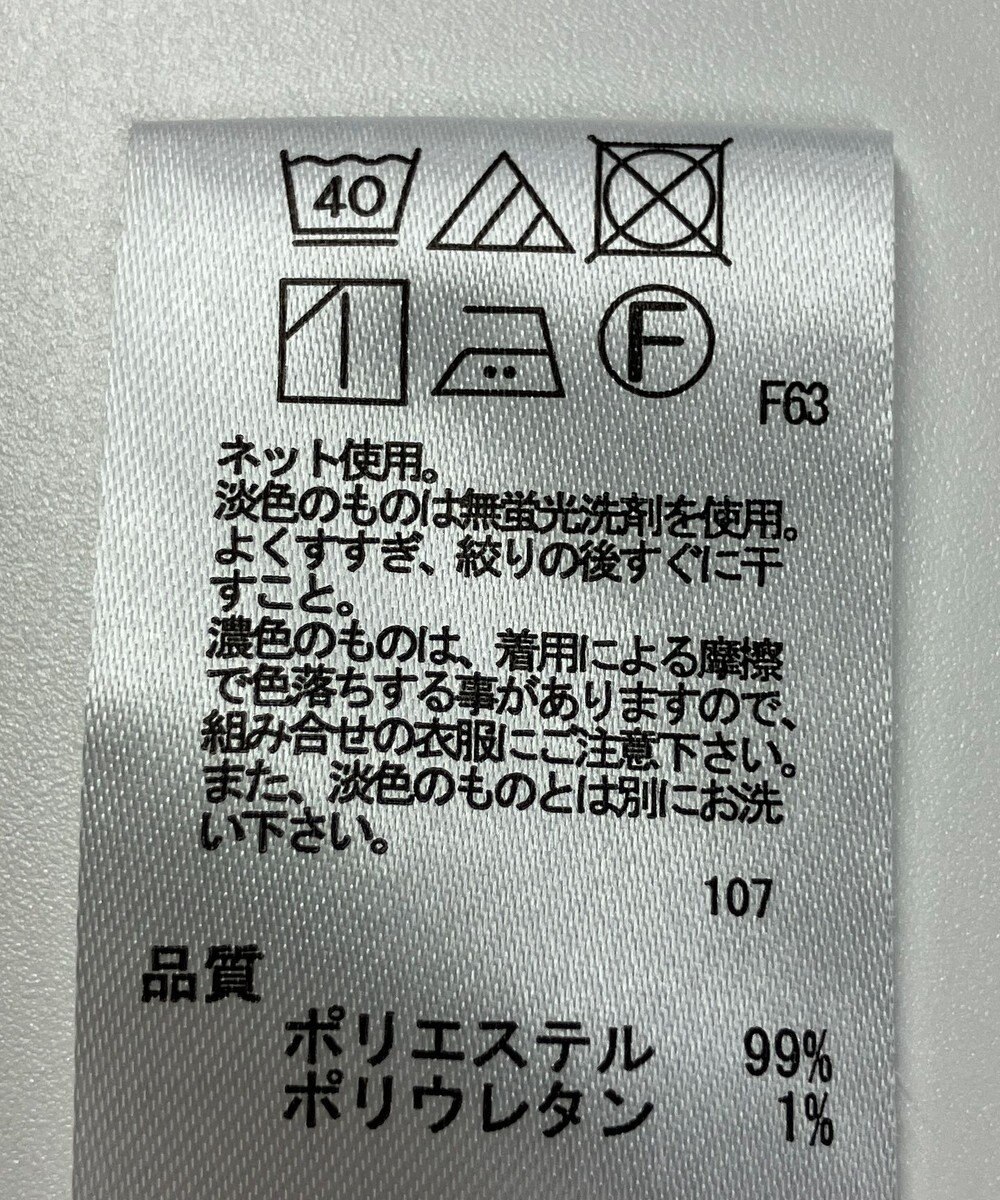 40
F
F63
ネット使用。
淡色のものは無蛍光洗剤を使用。
よくすすぎ、絞りの後すぐに干
すこと。
濃色のものは、着用による摩擦
で色落ちする事がありますので、
組み合せの衣服にご注意下さい。
また、淡色のものとは別にお洗
い下さい。
107
品質
ポリエステル 99%
ポリウレタン 1%